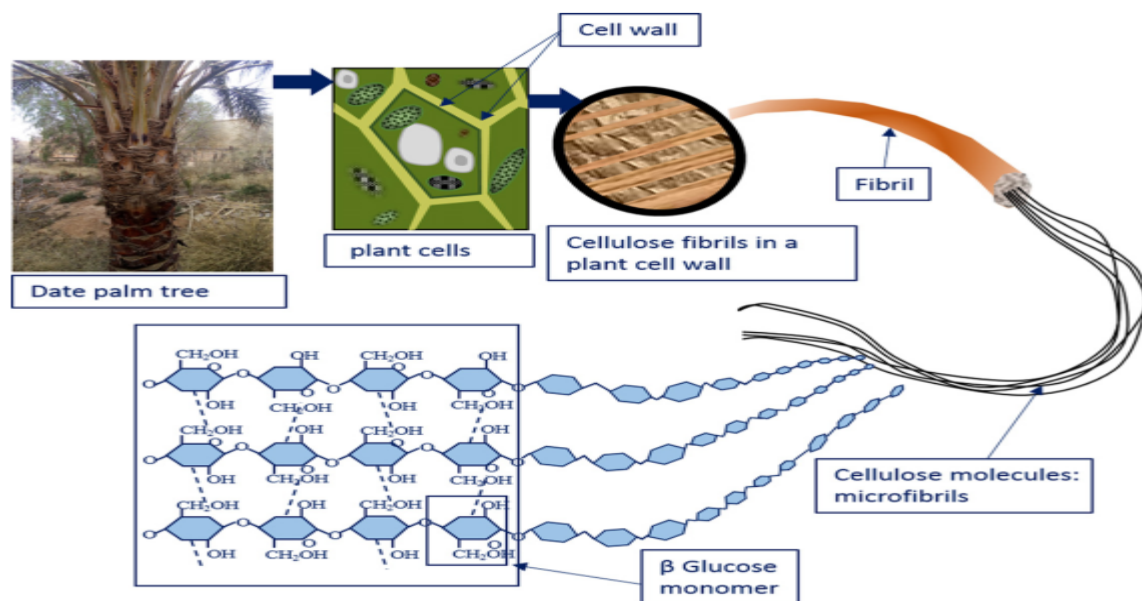 Cell wall
Fibril
plant cells
Cellulose fibrils in a
plant cell wall
Date palm tree
CH₂OH OH CH₂OH OH
O O O O
O O O O O
OH CH₂OH OH CH₂OH
CH₂OH OH CH₂OH OH
O O O O O
OH CH₂OH OH CH₂OH
CH₂OH OH CH₂OH OH
O O O O O
OH CH₂OH OH CH₂OH
Cellulose molecules:
microfibrils
β Glucose
monomer